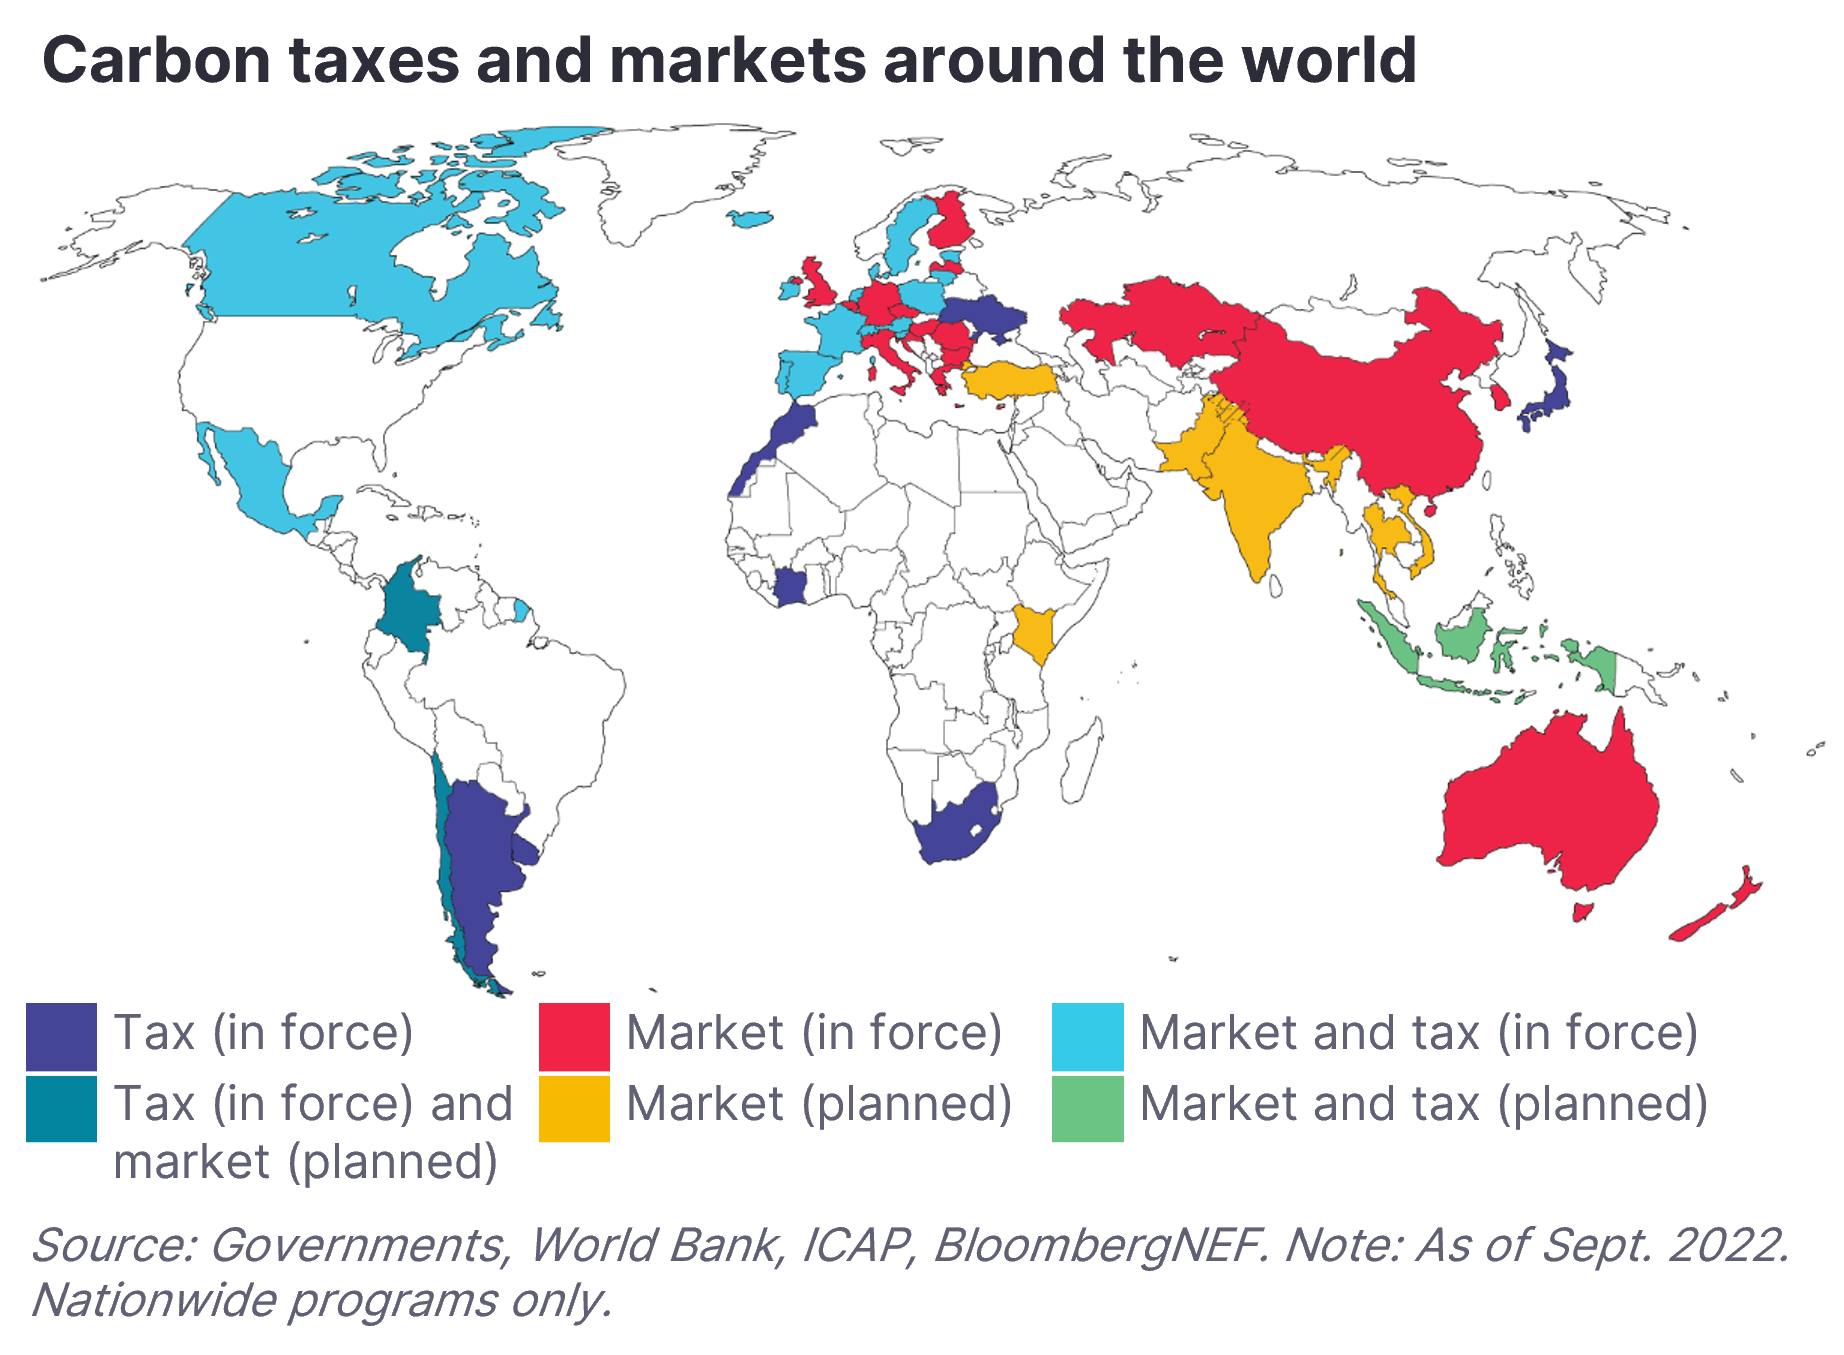 Carbon taxes and markets around the world
Tax (in force)
Market (in force)
Market and tax (in force)
Tax (in force) and
market (planned)
Market (planned)
Market and tax (planned)
Source: Governments, World Bank, ICAP, BloombergNEF. Note: As of Sept. 2022.
Nationwide programs only.